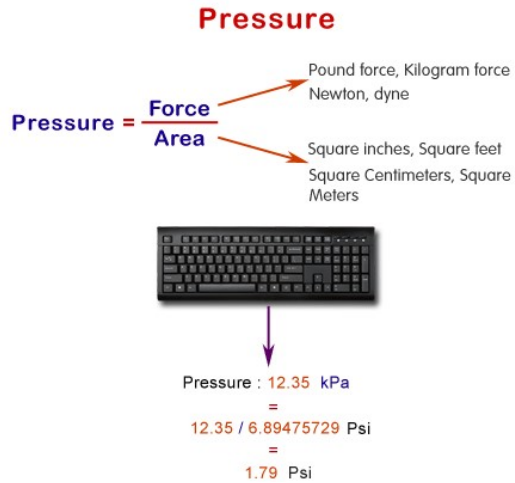 Pressure
Pound force, Kilogram force
Newton, dyne
Pressure = Force
Area
Square inches, Square feet
Square Centimeters, Square
Meters
Pressure : 12.35 kPa
=
12.35 / 6.89475729 Psi
=
1.79 Psi